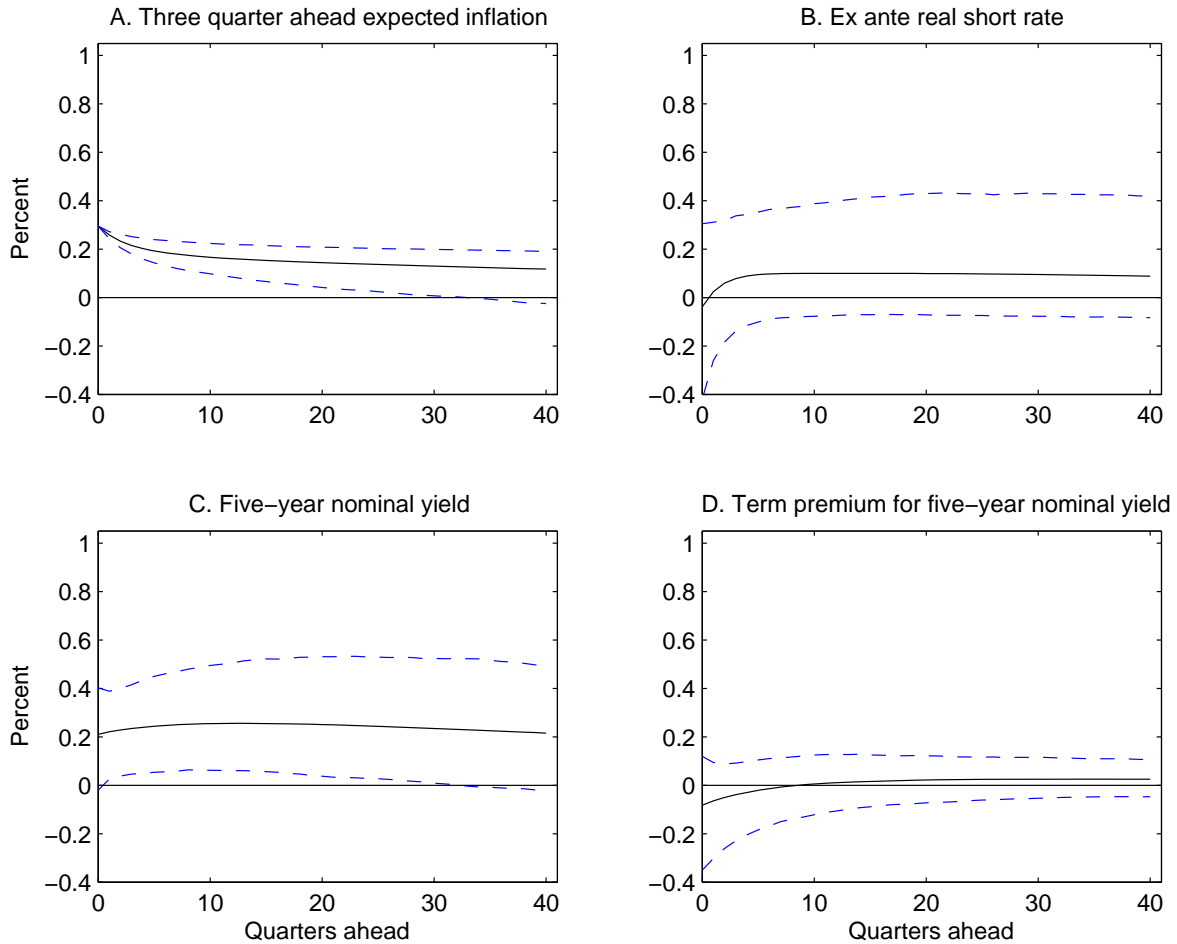 A. Three quarter ahead expected inflation
1
0.8
0.6
0.4
0.2
0
−0.2
−0.4
Percent
0 10 20 30 40
B. Ex ante real short rate
1
0.8
0.6
0.4
0.2
0
−0.2
−0.4
0 10 20 30 40
C. Five−year nominal yield
1
0.8
0.6
0.4
0.2
0
−0.2
−0.4
Percent
0 10 20 30 40
Quarters ahead
D. Term premium for five−year nominal yield
1
0.8
0.6
0.4
0.2
0
−0.2
−0.4
0 10 20 30 40
Quarters ahead